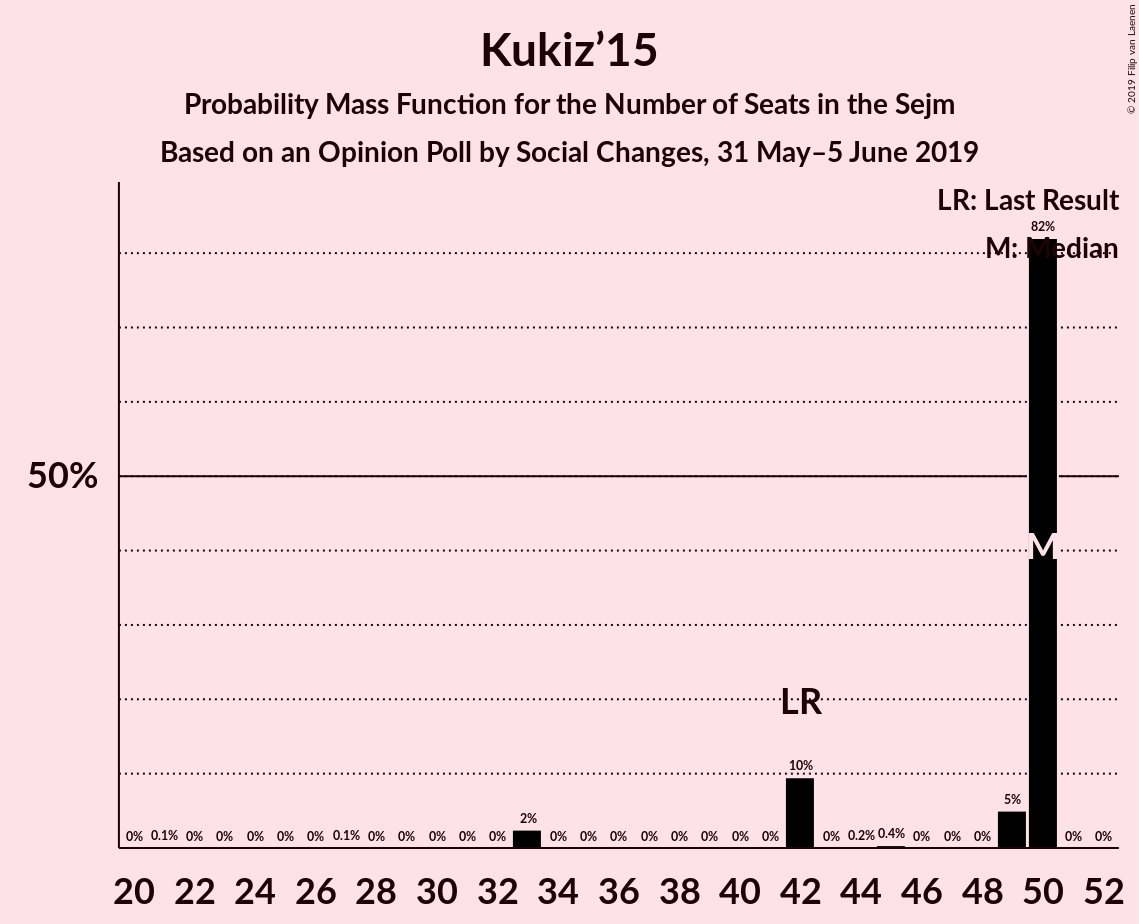 Kukiz’15
Probability Mass Function for the Number of Seats in the Sejm
Based on an Opinion Poll by Social Changes, 31 May–5 June 2019
© 2019 Filip van Laenen
LR: Last Result
82%
M: Median
50%
M
LR
10%
5%
2%
0% 0.1% 0% 0% 0% 0% 0% 0.1% 0% 0% 0% 0% 0% 0% 0% 0% 0% 0% 0% 0% 0% 0% 0.2% 0.4% 0% 0% 0% 0% 0%
20 22 24 26 28 30 32 34 36 38 40 42 44 46 48 50 52